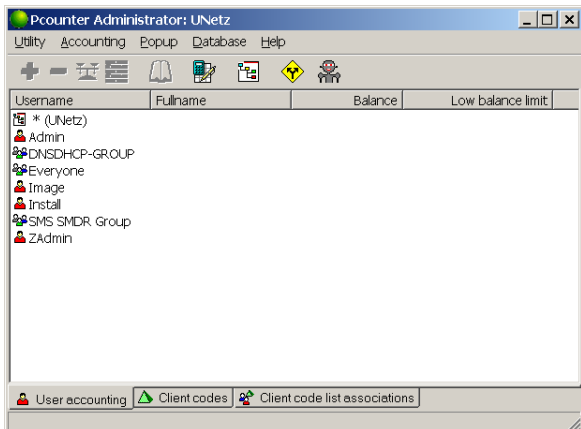 Pcounter Administrator: UNetz
Utility Accounting Popup Database Help
Username Fullname Balance Low balance limit
* (UNetz)
Admin
DNSDHCP-GROUP
Everyone
Image
Install
SMS SMDR Group
ZAdmin
User accounting Client codes Client code list associations